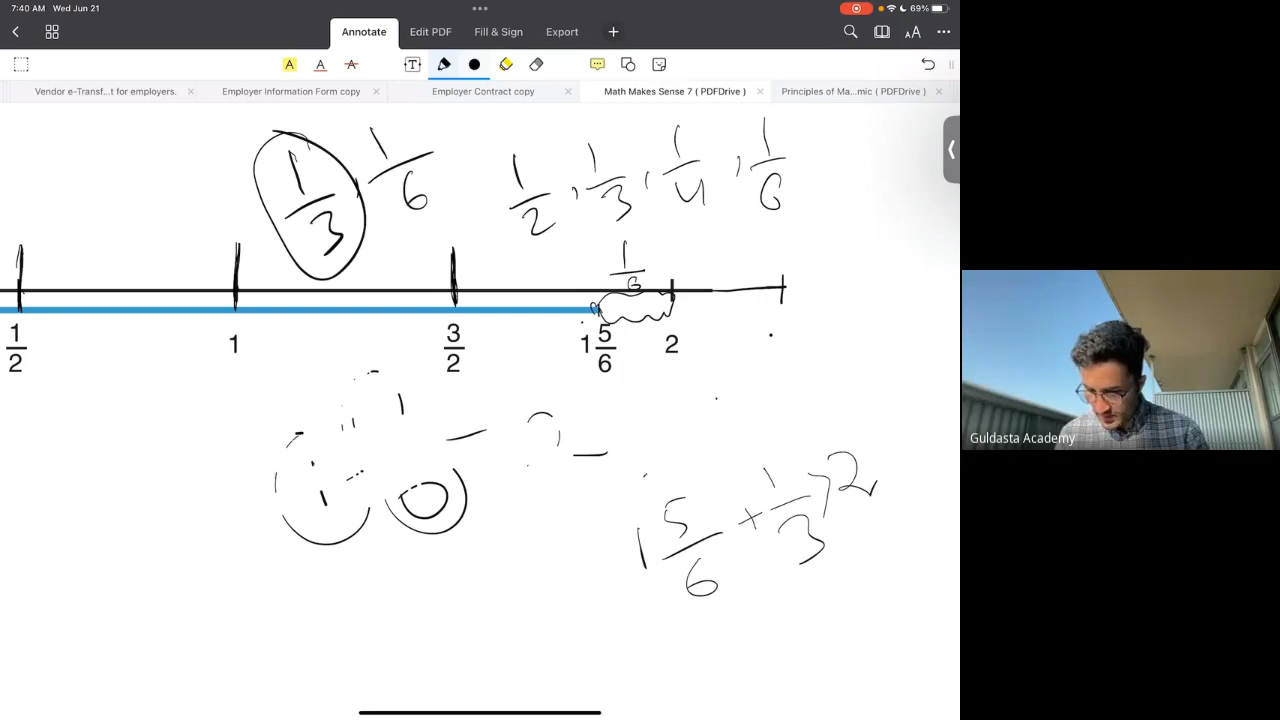 7:40 AM Wed Jun 21
69%
Annotate Edit PDF Fill & Sign Export
Vendor e-Transf...t for employers. Employer Information Form copy Employer Contract copy Math Makes Sense 7 ( PDFDrive ) Principles of Ma...mic ( PDFDrive )
1/3, 1/6 1/2, 1/3, 1/4, 1/6
1/6
1/2 1 3/2 1 5/6 2
1 5/6 + 1/3 > 2
Guldasta Academy